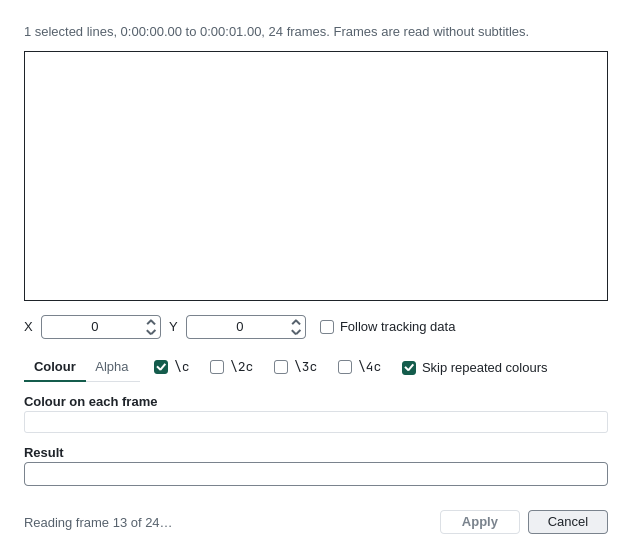 1 selected lines, 0:00:00.00 to 0:00:01.00, 24 frames. Frames are read without subtitles.
X 0 Y 0 Follow tracking data
Colour Alpha \c \2c \3c \4c Skip repeated colours
Colour on each frame
Result
Reading frame 13 of 24… Apply Cancel